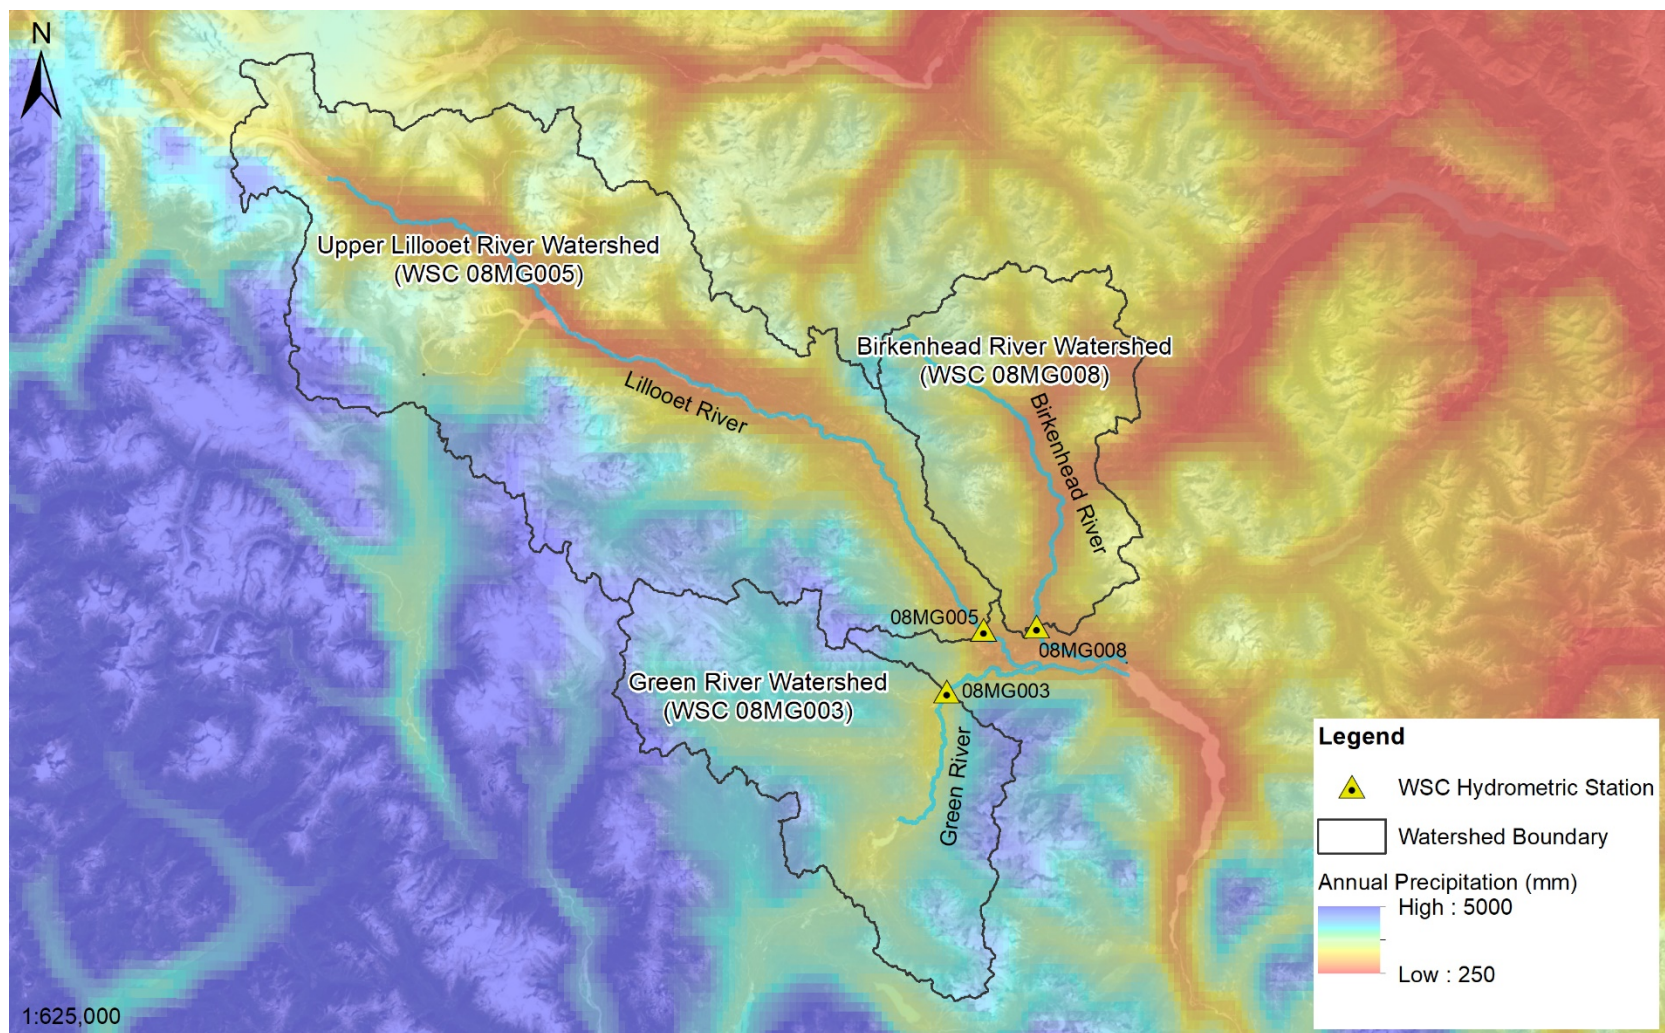 N
Upper Lillooet River Watershed
(WSC 08MG005)
Birkenhead River Watershed
(WSC 08MG008)
Lillooet River
Birkenhead River
08MG005
08MG008
Green River Watershed
(WSC 08MG003)
08MG003
Green River
Legend
WSC Hydrometric Station
Watershed Boundary
Annual Precipitation (mm)
High : 5000
Low : 250
1:625,000